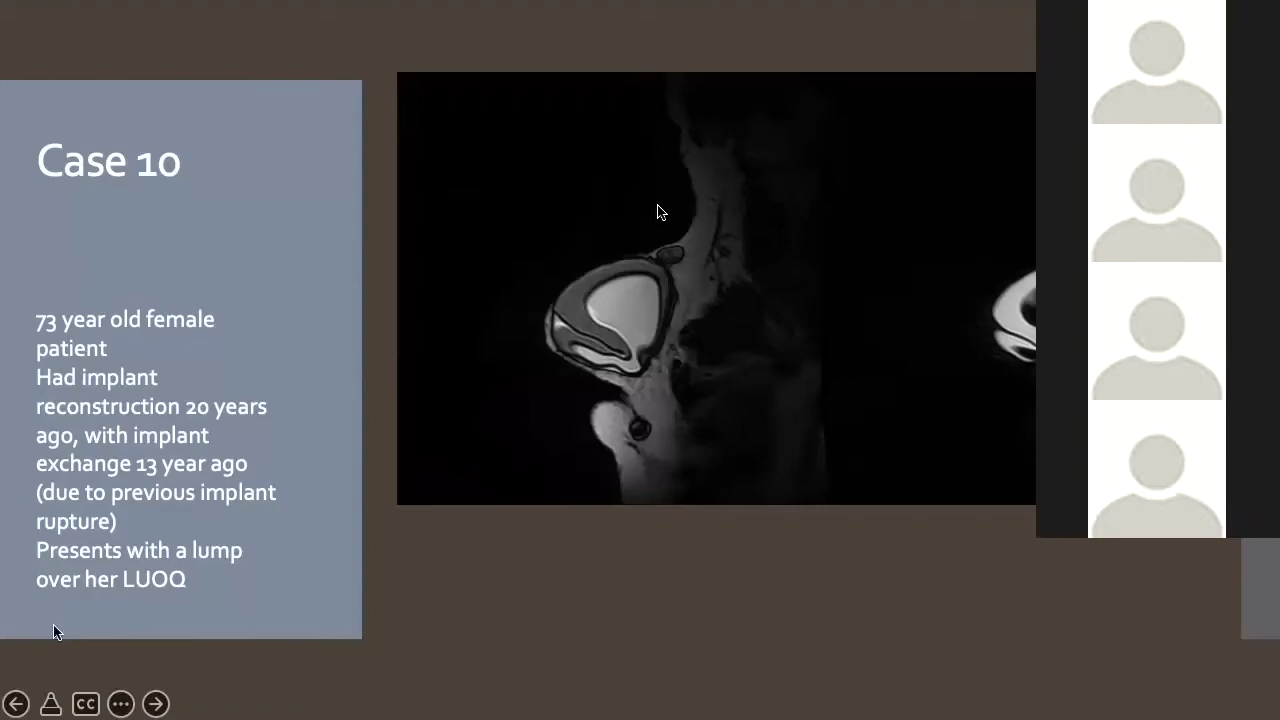 Case 10
73 year old female
patient
Had implant
reconstruction 20 years
ago, with implant
exchange 13 year ago
(due to previous implant
rupture)
Presents with a lump
over her LUOQ
CC